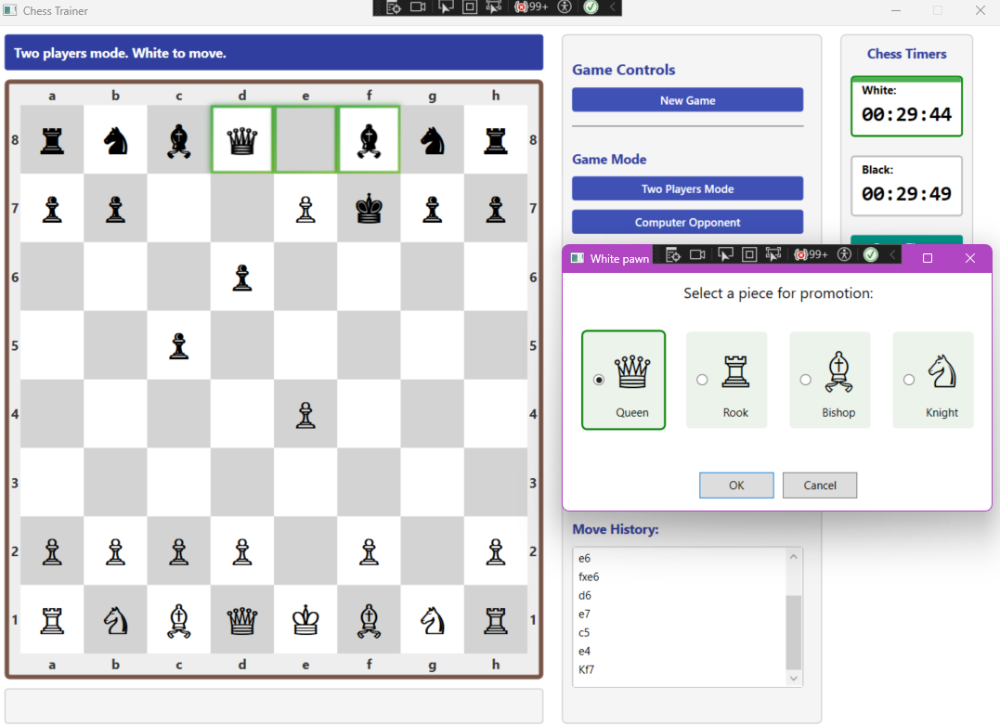 Chess Trainer
99+
Two players mode. White to move.
a b c d e f g h
8 8
7 7
6 6
5 5
4 4
3 3
2 2
1 1
a b c d e f g h
Game Controls
New Game
Game Mode
Two Players Mode
Computer Opponent
Chess Timers
White:
00:29:44
Black:
00:29:49
White pawn
99+
Select a piece for promotion:
Queen Rook Bishop Knight
OK Cancel
Move History:
e6
fxe6
d6
e7
c5
e4
Kf7